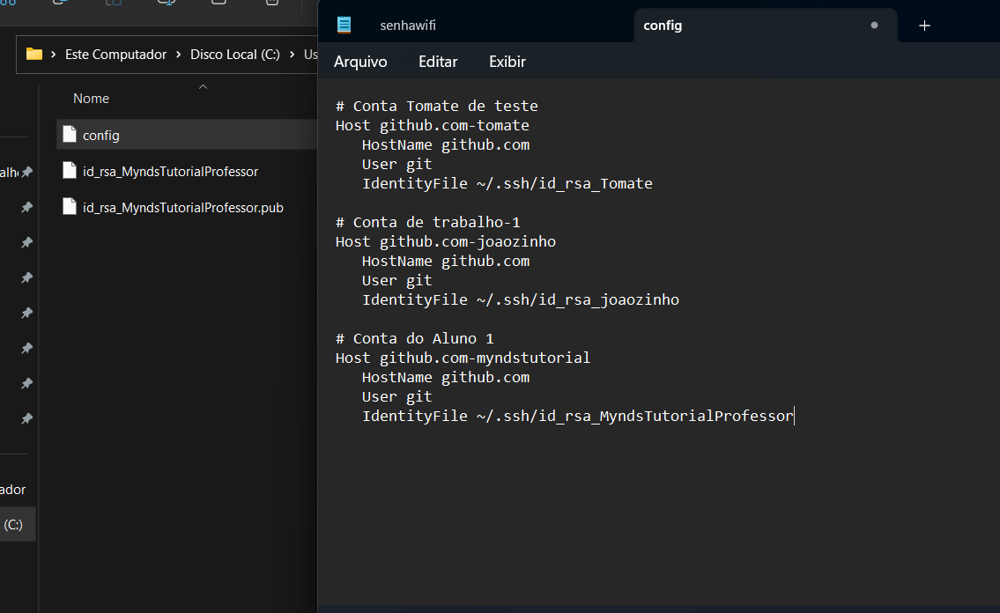 senhawifi
config
Este Computador > Disco Local (C:) > Us
Arquivo Editar Exibir
Nome
config
id_rsa_MyndsTutorialProfessor
id_rsa_MyndsTutorialProfessor.pub
alho
ador
(C:)
# Conta Tomate de teste
Host github.com-tomate
HostName github.com
User git
IdentityFile ~/.ssh/id_rsa_Tomate
# Conta de trabalho-1
Host github.com-joaozinho
HostName github.com
User git
IdentityFile ~/.ssh/id_rsa_joaozinho
# Conta do Aluno 1
Host github.com-myndstutorial
HostName github.com
User git
IdentityFile ~/.ssh/id_rsa_MyndsTutorialProfessor